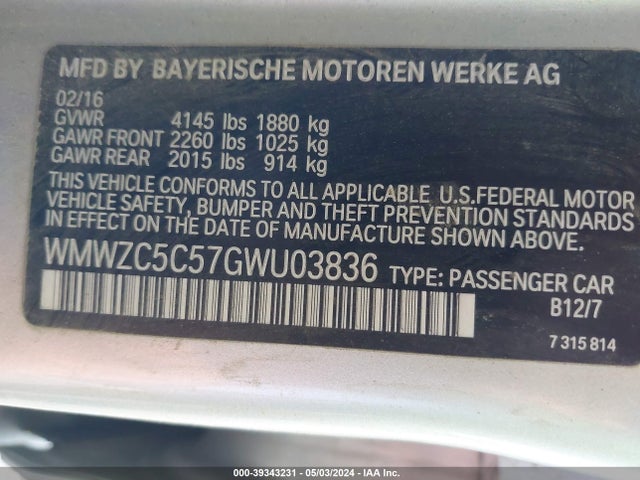 MFD BY BAYERISCHE MOTOREN WERKE AG
02/16
GVWR 4145 lbs 1880 kg
GAWR FRONT 2260 lbs 1025 kg
GAWR REAR 2015 lbs 914 kg
THIS VEHICLE CONFORMS TO ALL APPLICABLE U.S.FEDERAL MOTOR
VEHICLE SAFETY, BUMPER AND THEFT PREVENTION STANDARDS
IN EFFECT ON THE DATE OF MANUFACTURE SHOWN ABOVE.
WMWZC5C57GWU03836 TYPE: PASSENGER CAR
B12/7
7 315 814
000-39343231 - 05/03/2024 - IAA Inc.